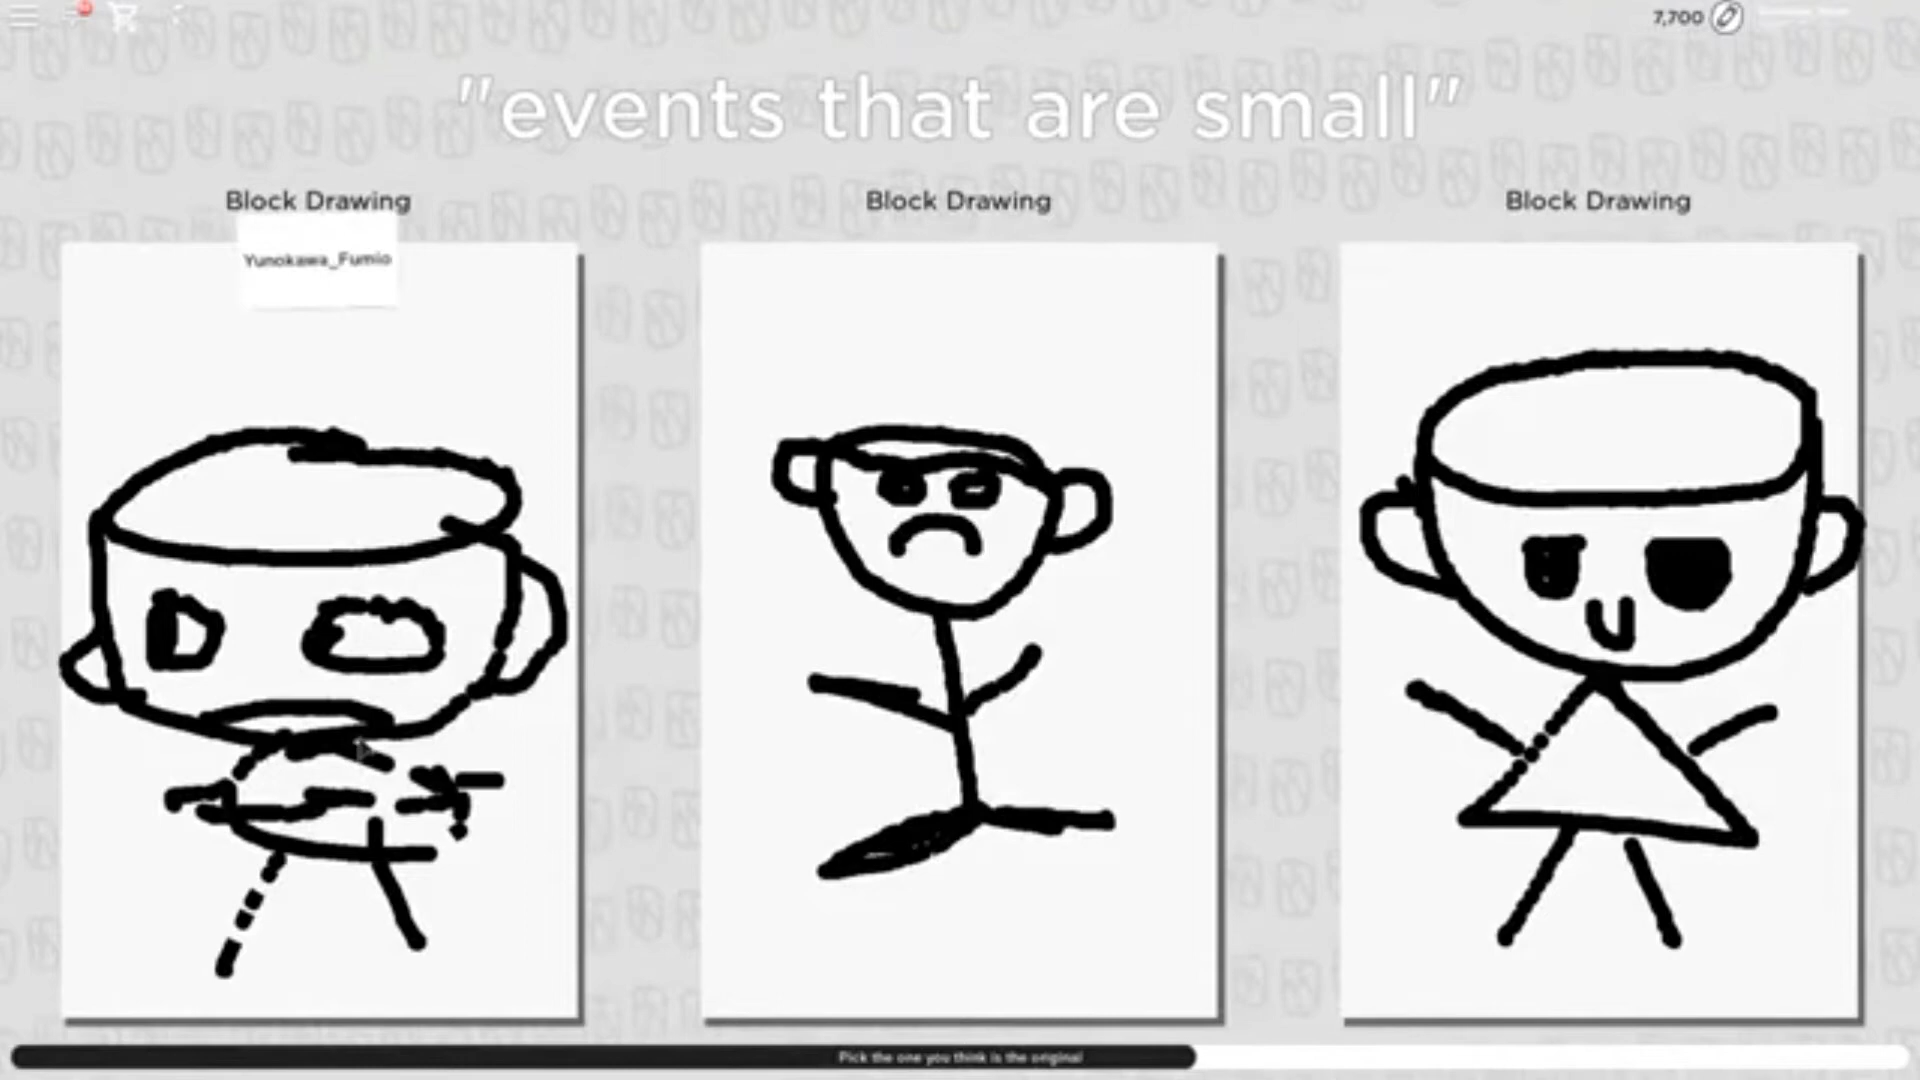 7,700
"events that are small"
Block Drawing
Block Drawing
Block Drawing
Yunokawa_Fumio
Pick the one you think is the original